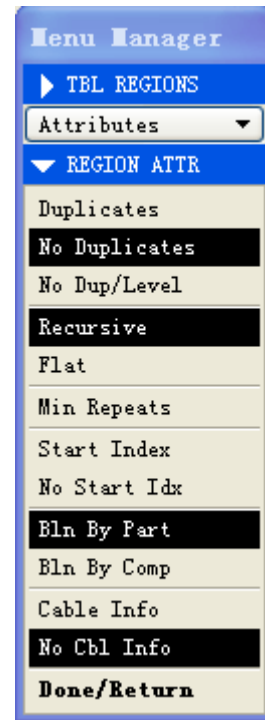 Menu Manager
TBL REGIONS
Attributes
REGION ATTR
Duplicates
No Duplicates
No Dup/Level
Recursive
Flat
Min Repeats
Start Index
No Start Idx
Bln By Part
Bln By Comp
Cable Info
No Cbl Info
Done/Return